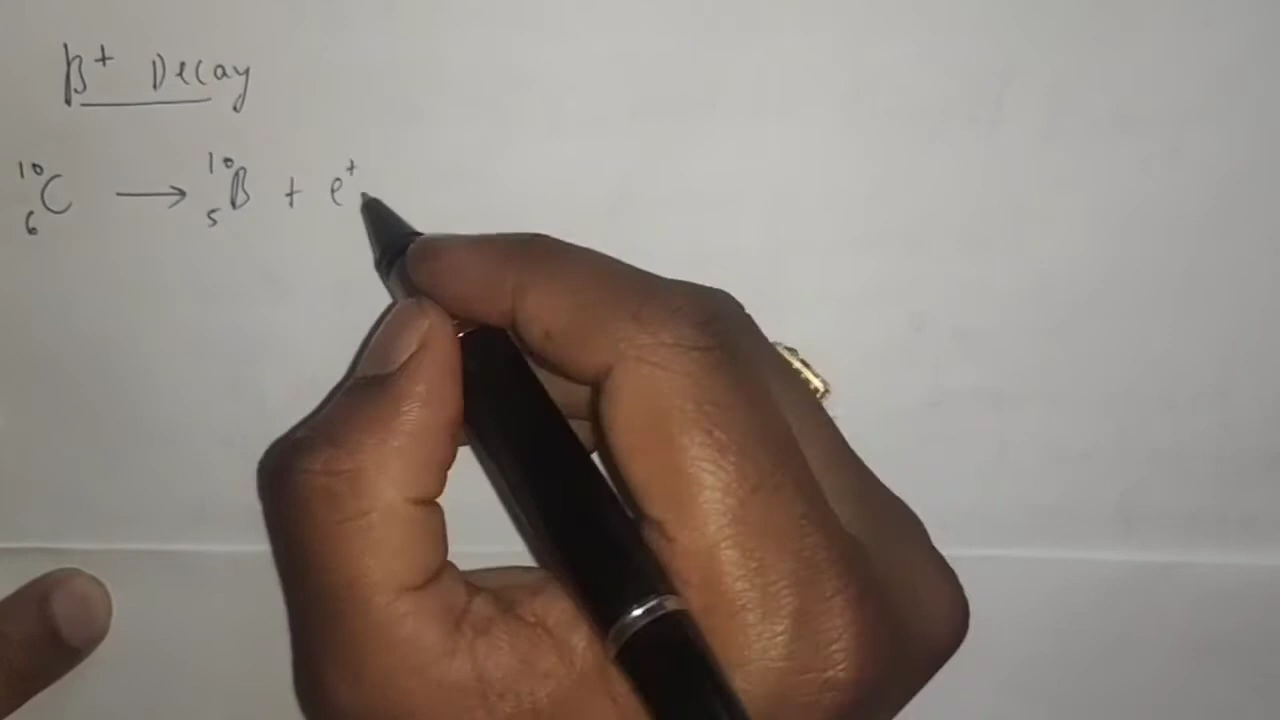 β⁺ Decay
¹⁰₆C → ¹⁰₅B + e⁺